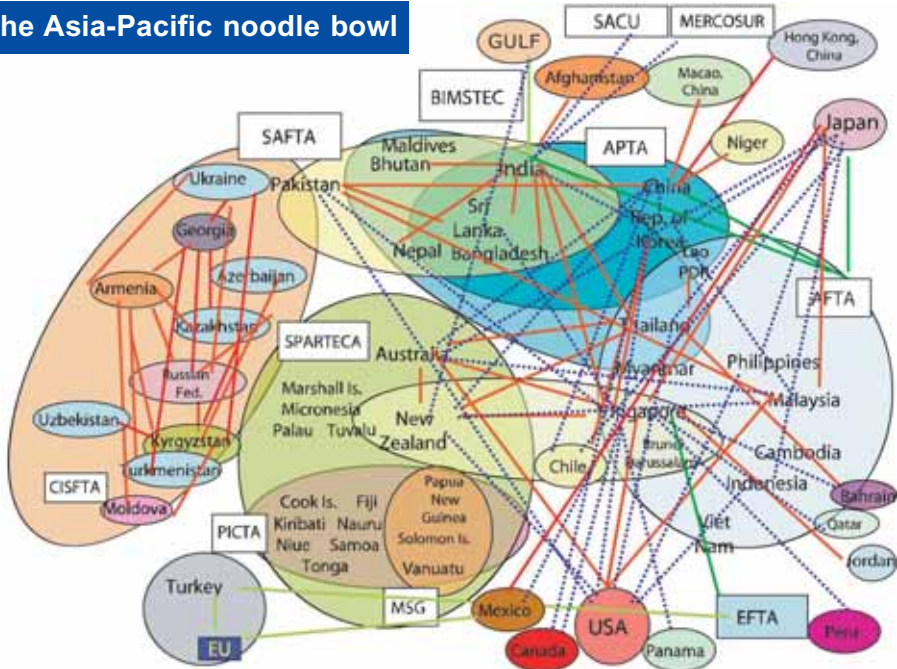 he Asia-Pacific noodle bowl
SACU
MERCOSUR
GULF
Hong Kong,
China
Afghanistan
Macao,
China
BIMSTEC
Japan
SAFTA
Maldives
Bhutan
APTA
Niger
India
Ukraine
Pakistan
China
Sri
Lanka
Rep. of
Korea
Georgia
Nepal
Bangladesh
Lao
PDR
Azerbaijan
Armenia
AFTA
Kazakhstan
Thailand
SPARTECA
Australia
Myanmar
Philippines
Russian
Fed.
Marshall Is.
Micronesia
Palau Tuvalu
New
Zealand
Singapore
Malaysia
Uzbekistan
Kyrgyzstan
Turkmenistan
Chile
Brunei
Darussalam
Cambodia
Indonesia
CISFTA
Moldova
Bahrain
Papua
New
Guinea
Cook Is. Fiji
Kiribati Nauru
Niue Samoa
Tonga
Solomon Is.
Vanuatu
PICTA
Qatar
Viet
Nam
Jordan
Turkey
MSG
Mexico
USA
EFTA
Peru
EU
Canada
Panama